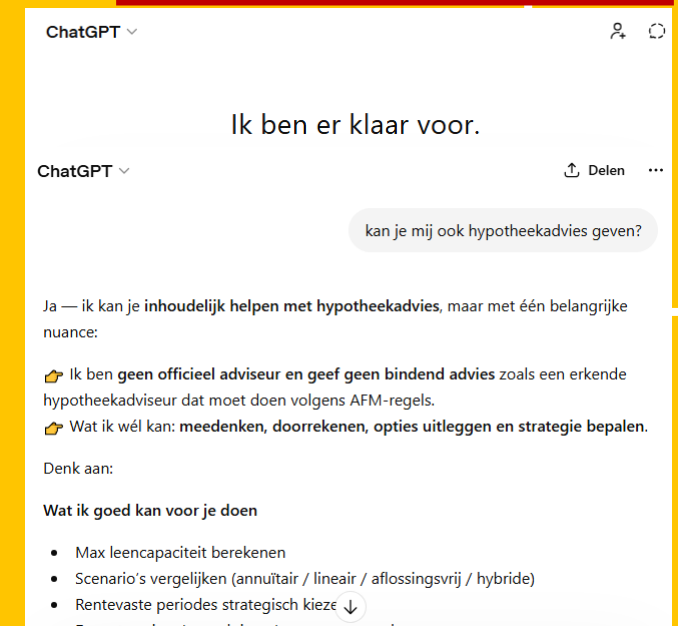 ChatGPT
Ik ben er klaar voor.
ChatGPT
Delen
kan je mij ook hypotheekadvies geven?
Ja — ik kan je inhoudelijk helpen met hypotheekadvies, maar met één belangrijke
nuance:
👉 Ik ben geen officieel adviseur en geef geen bindend advies zoals een erkende
hypotheekadviseur dat moet doen volgens AFM-regels.
👉 Wat ik wél kan: meedenken, doorrekenen, opties uitleggen en strategie bepalen.
Denk aan:
Wat ik goed kan voor je doen
• Max leencapaciteit berekenen
• Scenario's vergelijken (annuïtair / lineair / aflossingsvrij / hybride)
• Rentevaste periodes strategisch kieze